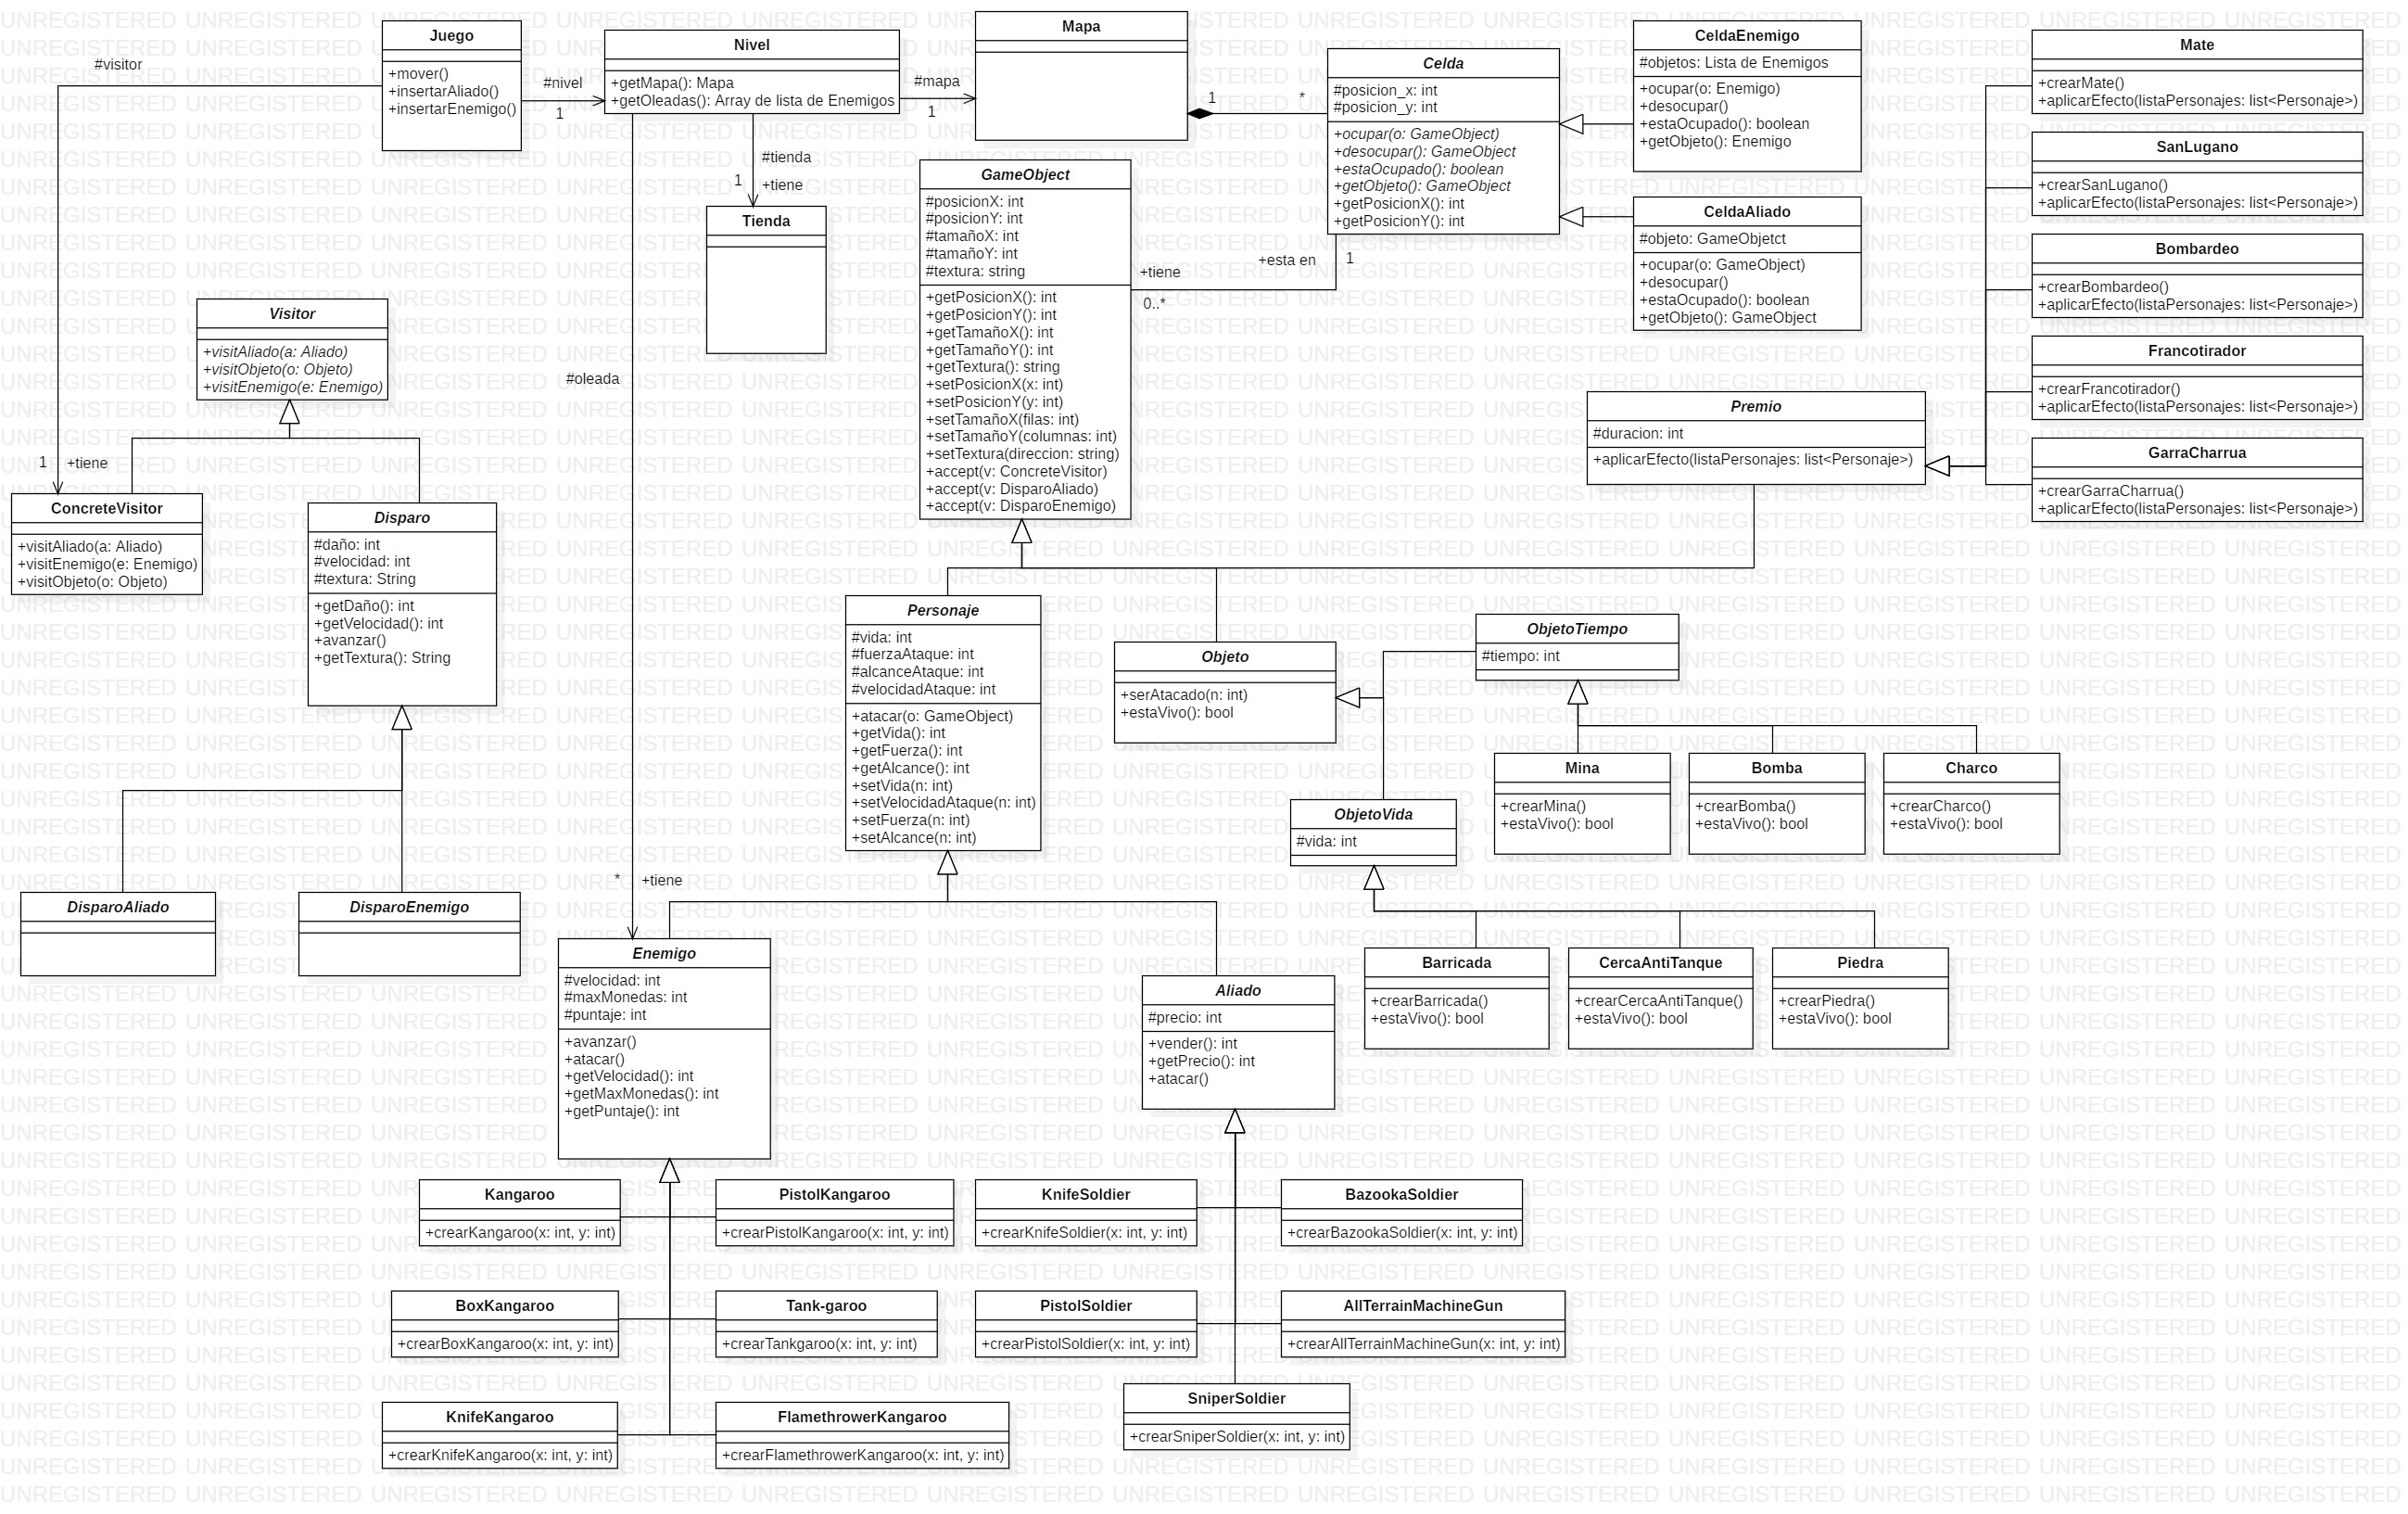 Juego
+mover()
+insertarAliado()
+insertarEnemigo()
#visitor
#nivel
1
Nivel
+getMapa(): Mapa
+getOleadas(): Array de lista de Enemigos
#mapa
1
Mapa
1
*
Celda
#posicion_x: int
#posicion_y: int
+ocupar(o: GameObject)
+desocupar(): GameObject
+estaOcupado(): boolean
+getObjeto(): GameObject
+getPosicionX(): int
+getPosicionY(): int
CeldaEnemigo
#objetos: Lista de Enemigos
+ocupar(o: Enemigo)
+desocupar()
+estaOcupado(): boolean
+getObjeto(): Enemigo
CeldaAliado
#objeto: GameObjetct
+ocupar(o: GameObject)
+desocupar()
+estaOcupado(): boolean
+getObjeto(): GameObject
Mate
+crearMate()
+aplicarEfecto(listaPersonajes: list<Personaje>)
SanLugano
+crearSanLugano()
+aplicarEfecto(listaPersonajes: list<Personaje>)
Bombardeo
+crearBombardeo()
+aplicarEfecto(listaPersonajes: list<Personaje>)
Francotirador
+crearFrancotirador()
+aplicarEfecto(listaPersonajes: list<Personaje>)
GarraCharrua
+crearGarraCharrua()
+aplicarEfecto(listaPersonajes: list<Personaje>)
Premio
#duracion: int
+aplicarEfecto(listaPersonajes: list<Personaje>)
#tienda
1
+tiene
Tienda
#oleada
*
+tiene
GameObject
#posicionX: int
#posicionY: int
#tamañoX: int
#tamañoY: int
#textura: string
+getPosicionX(): int
+getPosicionY(): int
+getTamañoX(): int
+getTamañoY(): int
+getTextura(): string
+setPosicionX(x: int)
+setPosicionY(y: int)
+setTamañoX(filas: int)
+setTamañoY(columnas: int)
+setTextura(direccion: string)
+accept(v: ConcreteVisitor)
+accept(v: DisparoAliado)
+accept(v: DisparoEnemigo)
+tiene
0..*
+esta en
1
Visitor
+visitAliado(a: Aliado)
+visitObjeto(o: Objeto)
+visitEnemigo(e: Enemigo)
1
+tiene
ConcreteVisitor
+visitAliado(a: Aliado)
+visitEnemigo(e: Enemigo)
+visitObjeto(o: Objeto)
Disparo
#daño: int
#velocidad: int
#textura: String
+getDaño(): int
+getVelocidad(): int
+avanzar()
+getTextura(): String
DisparoAliado
DisparoEnemigo
Personaje
#vida: int
#fuerzaAtaque: int
#alcanceAtaque: int
#velocidadAtaque: int
+atacar(o: GameObject)
+getVida(): int
+getFuerza(): int
+getAlcance(): int
+setVida(n: int)
+setVelocidadAtaque(n: int)
+setFuerza(n: int)
+setAlcance(n: int)
Objeto
+serAtacado(n: int)
+estaVivo(): bool
ObjetoTiempo
#tiempo: int
Mina
+crearMina()
+estaVivo(): bool
Bomba
+crearBomba()
+estaVivo(): bool
Charco
+crearCharco()
+estaVivo(): bool
ObjetoVida
#vida: int
Barricada
+crearBarricada()
+estaVivo(): bool
CercaAntiTanque
+crearCercaAntiTanque()
+estaVivo(): bool
Piedra
+crearPiedra()
+estaVivo(): bool
Enemigo
#velocidad: int
#maxMonedas: int
#puntaje: int
+avanzar()
+atacar()
+getVelocidad(): int
+getMaxMonedas(): int
+getPuntaje(): int
Aliado
#precio: int
+vender(): int
+getPrecio(): int
+atacar()
Kangaroo
+crearKangaroo(x: int, y: int)
PistolKangaroo
+crearPistolKangaroo(x: int, y: int)
KnifeSoldier
+crearKnifeSoldier(x: int, y: int)
BazookaSoldier
+crearBazookaSoldier(x: int, y: int)
BoxKangaroo
+crearBoxKangaroo(x: int, y: int)
Tank-garoo
+crearTankgaroo(x: int, y: int)
PistolSoldier
+crearPistolSoldier(x: int, y: int)
AllTerrainMachineGun
+crearAllTerrainMachineGun(x: int, y: int)
KnifeKangaroo
+crearKnifeKangaroo(x: int, y: int)
FlamethrowerKangaroo
+crearFlamethrowerKangaroo(x: int, y: int)
SniperSoldier
+crearSniperSoldier(x: int, y: int)
UNREGISTERED